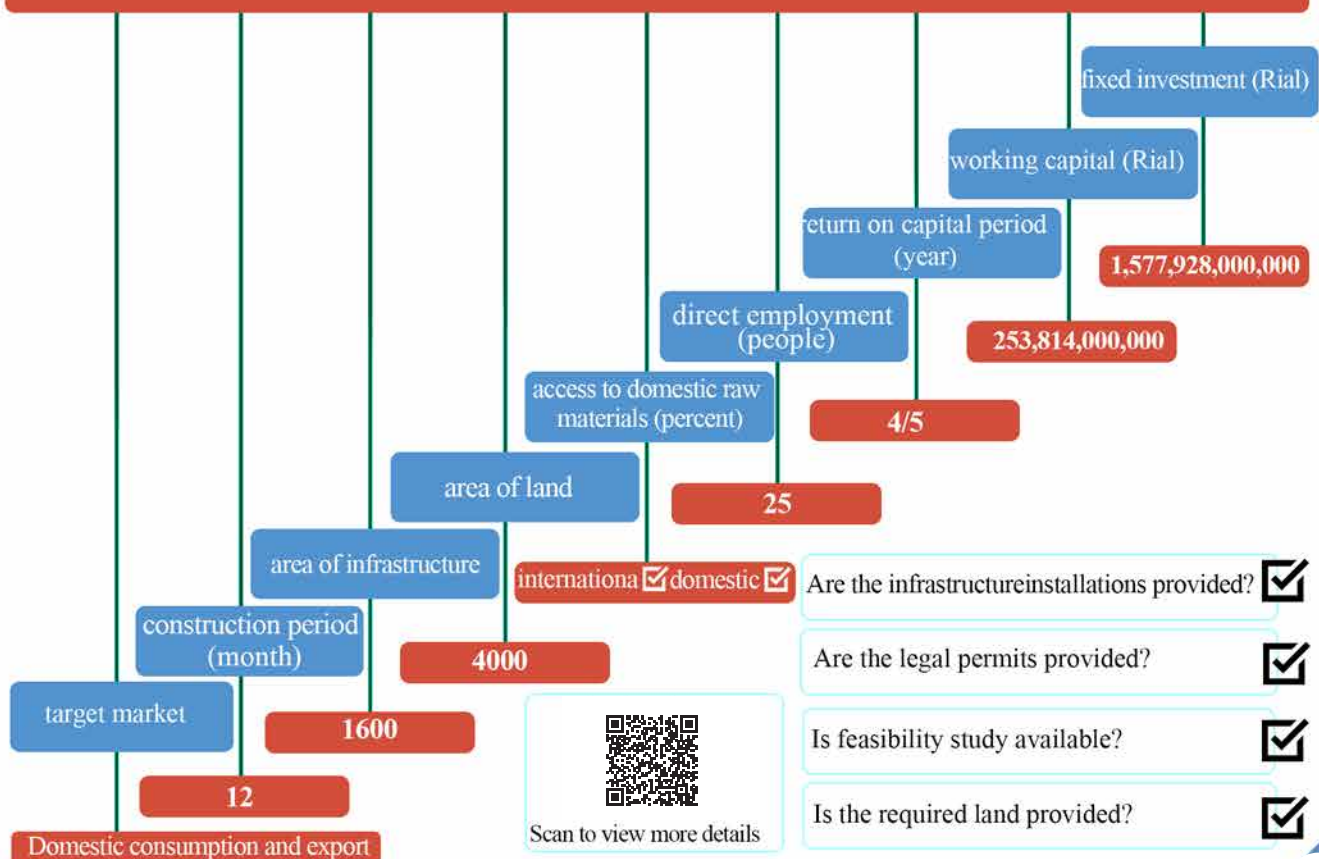 fixed investment (Rial)
1,577,928,000,000
working capital (Rial)
253,814,000,000
return on capital period
(year)
4/5
direct employment
(people)
25
access to domestic raw
materials (percent)
internationa domestic
area of land
4000
area of infrastructure
1600
construction period
(month)
12
target market
Domestic consumption and export
Are the infrastructureinstallations provided?
Are the legal permits provided?
Is feasibility study available?
Is the required land provided?
Scan to view more details